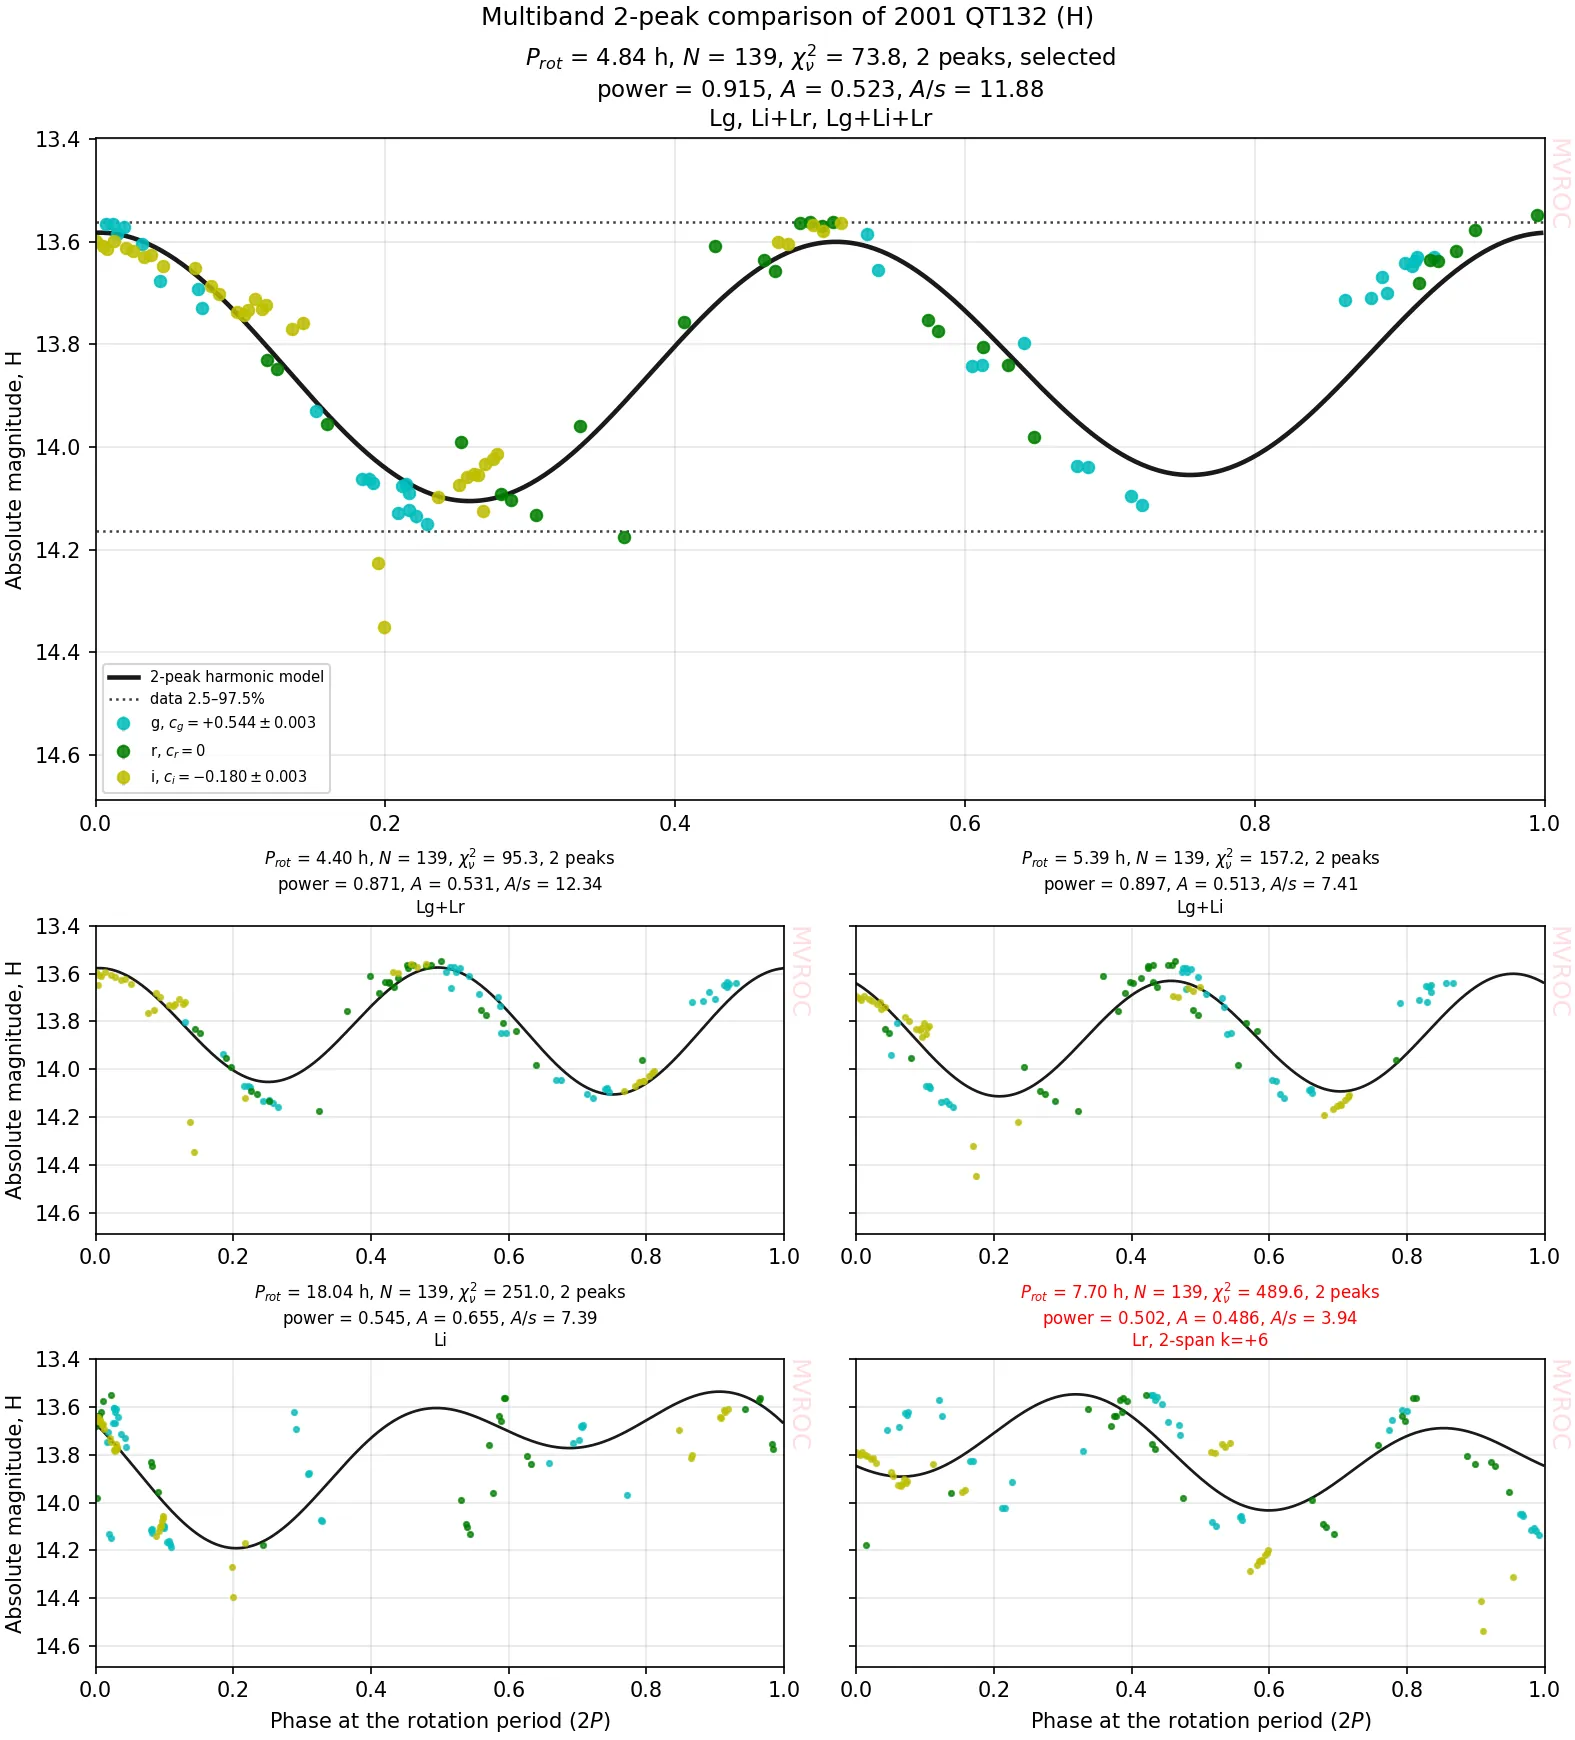 Multiband 2-peak comparison of 2001 QT132 (H)
P_rot = 4.84 h, N = 139, χ²_ν = 73.8, 2 peaks, selected
power = 0.915, A = 0.523, A/s = 11.88
Lg, Li+Lr, Lg+Li+Lr
13.4
13.6
13.8
14.0
14.2
14.4
14.6
Absolute magnitude, H
MVROC
2-peak harmonic model
data 2.5–97.5%
g, c_g = +0.544 ± 0.003
r, c_r = 0
i, c_i = −0.180 ± 0.003
0.0 0.2 0.4 0.6 0.8 1.0
P_rot = 4.40 h, N = 139, χ²_ν = 95.3, 2 peaks
power = 0.871, A = 0.531, A/s = 12.34
Lg+Lr
13.4
13.6
13.8
14.0
14.2
14.4
14.6
Absolute magnitude, H
MVROC
0.0 0.2 0.4 0.6 0.8 1.0
P_rot = 5.39 h, N = 139, χ²_ν = 157.2, 2 peaks
power = 0.897, A = 0.513, A/s = 7.41
Lg+Li
MVROC
0.0 0.2 0.4 0.6 0.8 1.0
P_rot = 18.04 h, N = 139, χ²_ν = 251.0, 2 peaks
power = 0.545, A = 0.655, A/s = 7.39
Li
13.4
13.6
13.8
14.0
14.2
14.4
14.6
Absolute magnitude, H
MVROC
0.0 0.2 0.4 0.6 0.8 1.0
Phase at the rotation period (2P)
P_rot = 7.70 h, N = 139, χ²_ν = 489.6, 2 peaks
power = 0.502, A = 0.486, A/s = 3.94
Lr, 2-span k=+6
MVROC
0.0 0.2 0.4 0.6 0.8 1.0
Phase at the rotation period (2P)